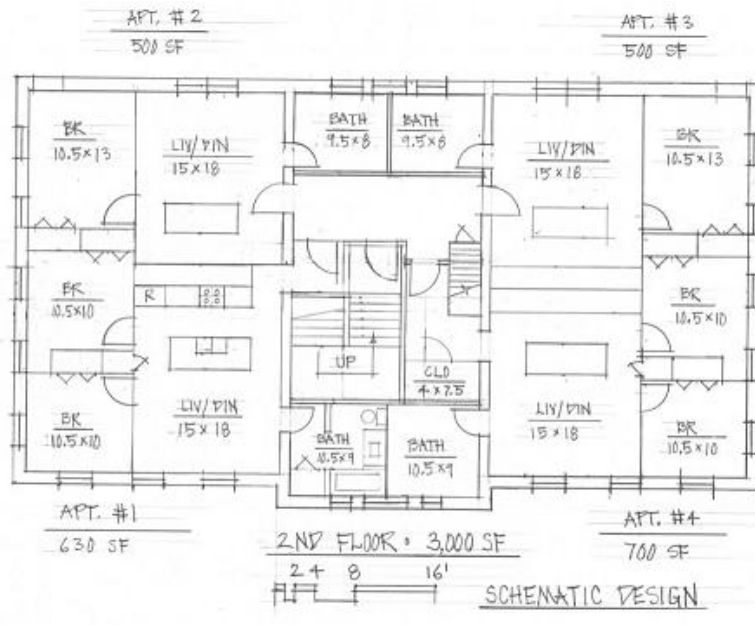 APT. #2
500 SF
APT. #3
500 SF
BR
10.5 x 13
LIV/DIN
15 x 18
BATH
9.5 x 8
BATH
9.5 x 8
LIV/DIN
15 x 18
BR
10.5 x 13
BR
10.5 x 10
R
UP
CLO
4 x 7.5
BR
10.5 x 10
BR
10.5 x 10
LIV/DIN
15 x 18
BATH
10.5 x 9
BATH
10.5 x 9
LIV/DIN
15 x 18
BR
10.5 x 10
APT. #1
630 SF
2ND FLOOR • 3,000 SF
APT. #4
700 SF
2 4 8 16'
SCHEMATIC DESIGN